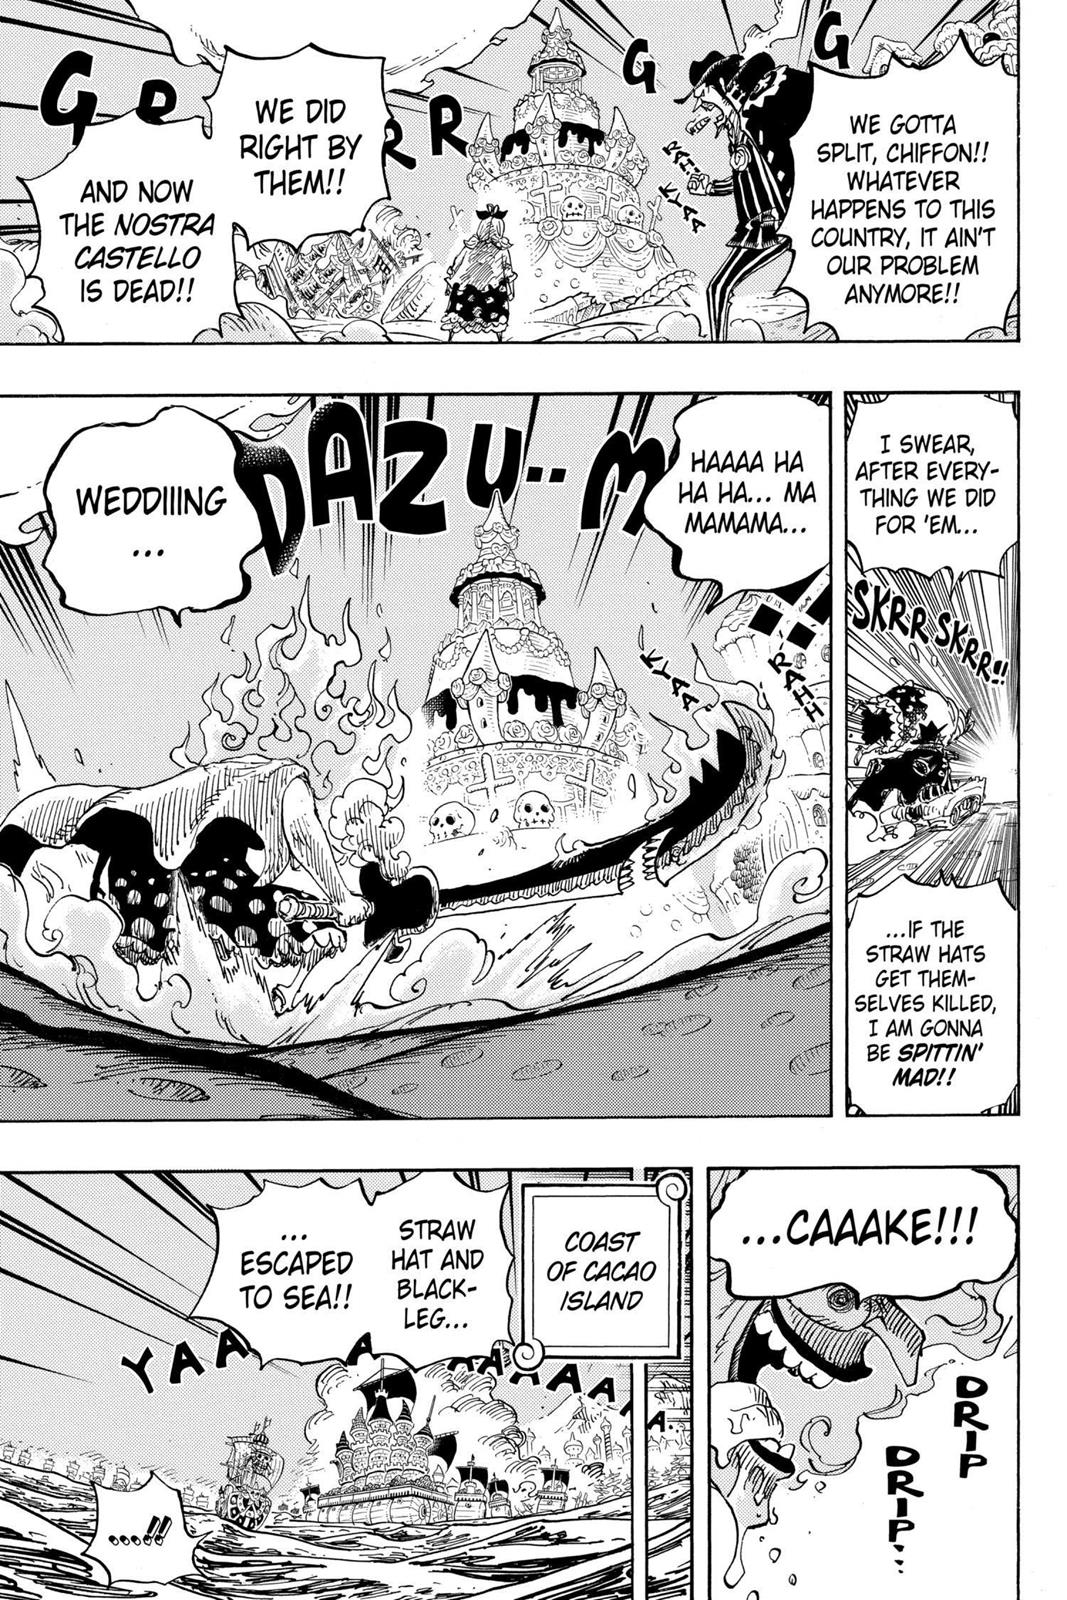 WE GOTTA
SPLIT, CHIFFON!!
WHATEVER
HAPPENS TO THIS
COUNTRY, IT AIN'T
OUR PROBLEM
ANYMORE!!
G
G
RAH!
KYAA
WE DID
RIGHT BY
THEM!!
AND NOW
THE NOSTRA
CASTELLO
IS DEAD!!
I SWEAR,
AFTER EVERY-
THING WE DID
FOR 'EM...
SKRR SKRR!!
...IF THE
STRAW HATS
GET THEM-
SELVES KILLED,
I AM GONNA
BE SPITTIN'
MAD!!
HAAAA HA
HA HA... MA
MAMAMA...
DAZUM
RAHH
KYAA
WEDDIIING
...
...CAAAKE!!!
DRIP
DRIP...
COAST
OF CACAO
ISLAND
STRAW
HAT AND
BLACK-
LEG...
...
ESCAPED
TO SEA!!
....!!